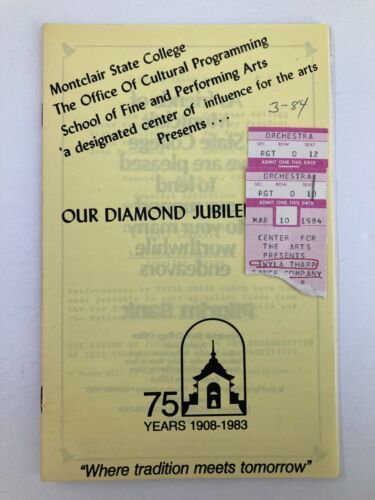 Montclair State College
The Office Of Cultural Programming
School of Fine and Performing Arts
'a designated center of influence for the arts
Presents . . .
3-84
OUR DIAMOND JUBILE
ORCHESTRA
SEC. ROW SEAT
RGT O 12
ADMIT ONE THIS DATE
ORCHESTRA
SEC. ROW SEAT
RGT O 10
ADMIT ONE THIS DATE
MAR 10 1984
CENTER FOR
THE ARTS
PRESENTS
TWYLA THARP
DANCE COMPANY
75
YEARS 1908-1983
"Where tradition meets tomorrow"